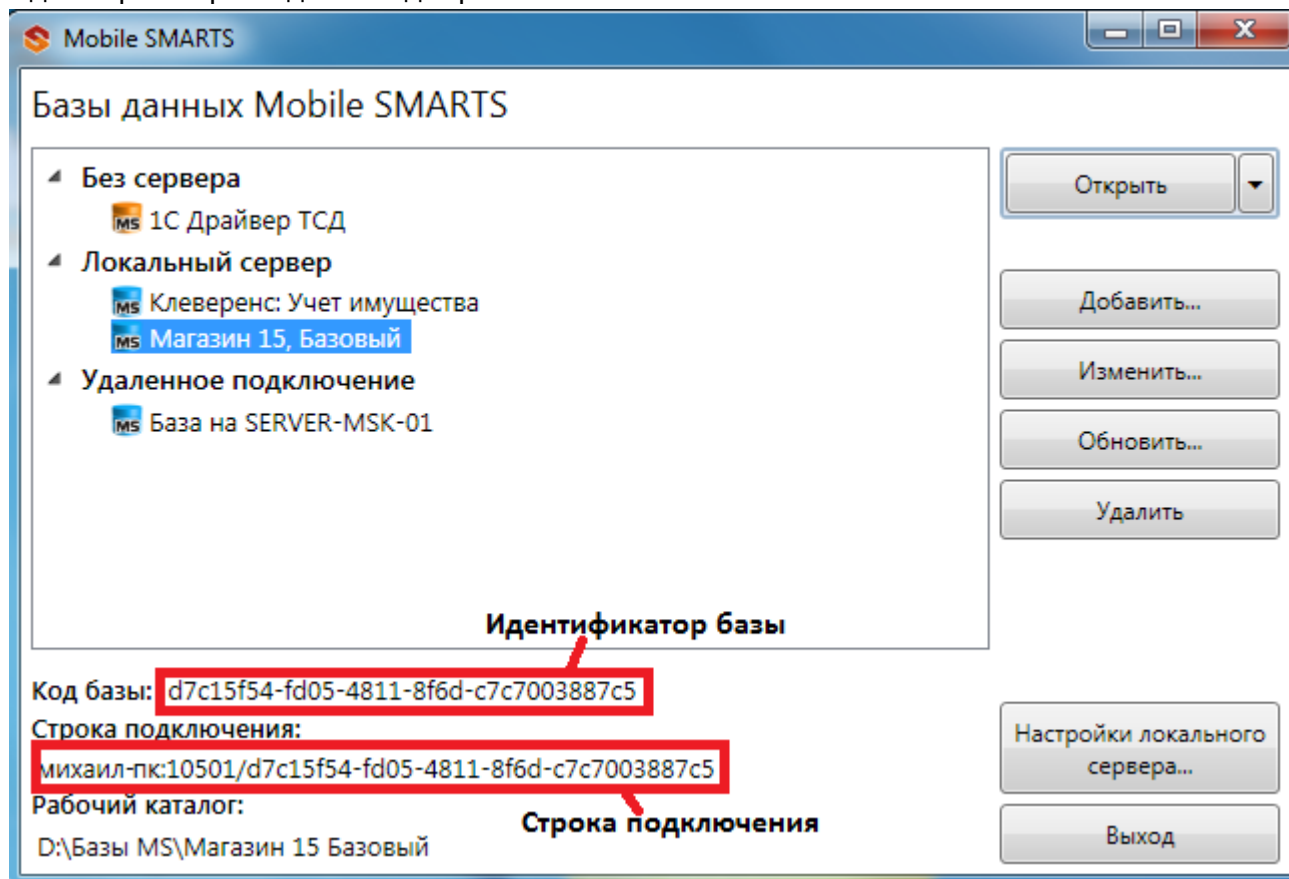 Mobile SMARTS
Базы данных Mobile SMARTS
Без сервера
1С Драйвер ТСД
Локальный сервер
Клеверенс: Учет имущества
Магазин 15, Базовый
Удаленное подключение
База на SERVER-MSK-01
Открыть
Добавить...
Изменить...
Обновить...
Удалить
Идентификатор базы
Код базы: d7c15f54-fd05-4811-8f6d-c7c7003887c5
Строка подключения:
михаил-пк:10501/d7c15f54-fd05-4811-8f6d-c7c7003887c5
Рабочий каталог:
Строка подключения
D:\Базы MS\Магазин 15 Базовый
Настройки локального
сервера...
Выход